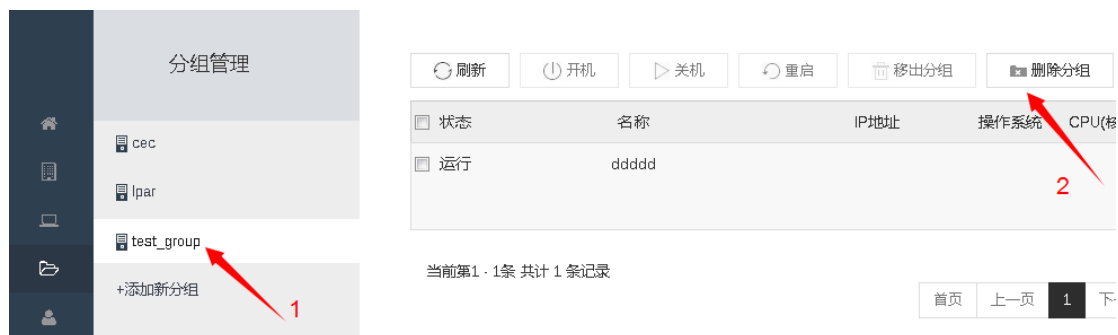 分组管理
cec
lpar
test_group
+添加新分组
1
刷新 开机 关机 重启 移出分组 删除分组
状态 名称 IP地址 操作系统 CPU(核
运行 ddddd
2
当前第1 - 1条 共计 1 条记录
首页 上一页 1 下一